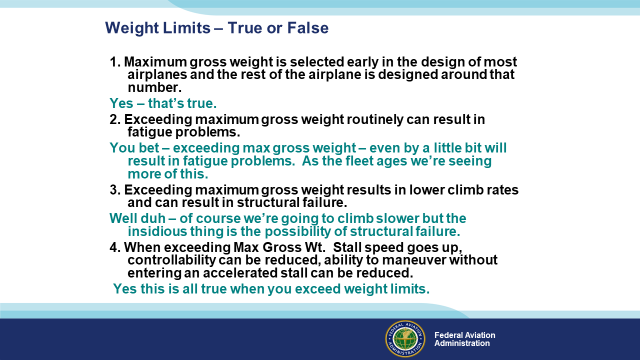 Weight Limits – True or False
1. Maximum gross weight is selected early in the design of most
airplanes and the rest of the airplane is designed around that
number.
Yes – that's true.
2. Exceeding maximum gross weight routinely can result in
fatigue problems.
You bet – exceeding max gross weight – even by a little bit will
result in fatigue problems. As the fleet ages we're seeing
more of this.
3. Exceeding maximum gross weight results in lower climb rates
and can result in structural failure.
Well duh – of course we're going to climb slower but the
insidious thing is the possibility of structural failure.
4. When exceeding Max Gross Wt. Stall speed goes up,
controllability can be reduced, ability to maneuver without
entering an accelerated stall can be reduced.
Yes this is all true when you exceed weight limits.
Federal Aviation
Administration